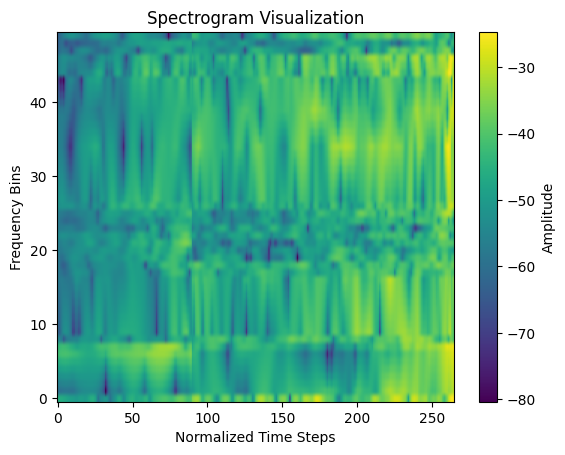 Spectrogram Visualization
Frequency Bins
40
30
20
10
0
0 50 100 150 200 250
Normalized Time Steps
−30
−40
−50
−60
−70
−80
Amplitude